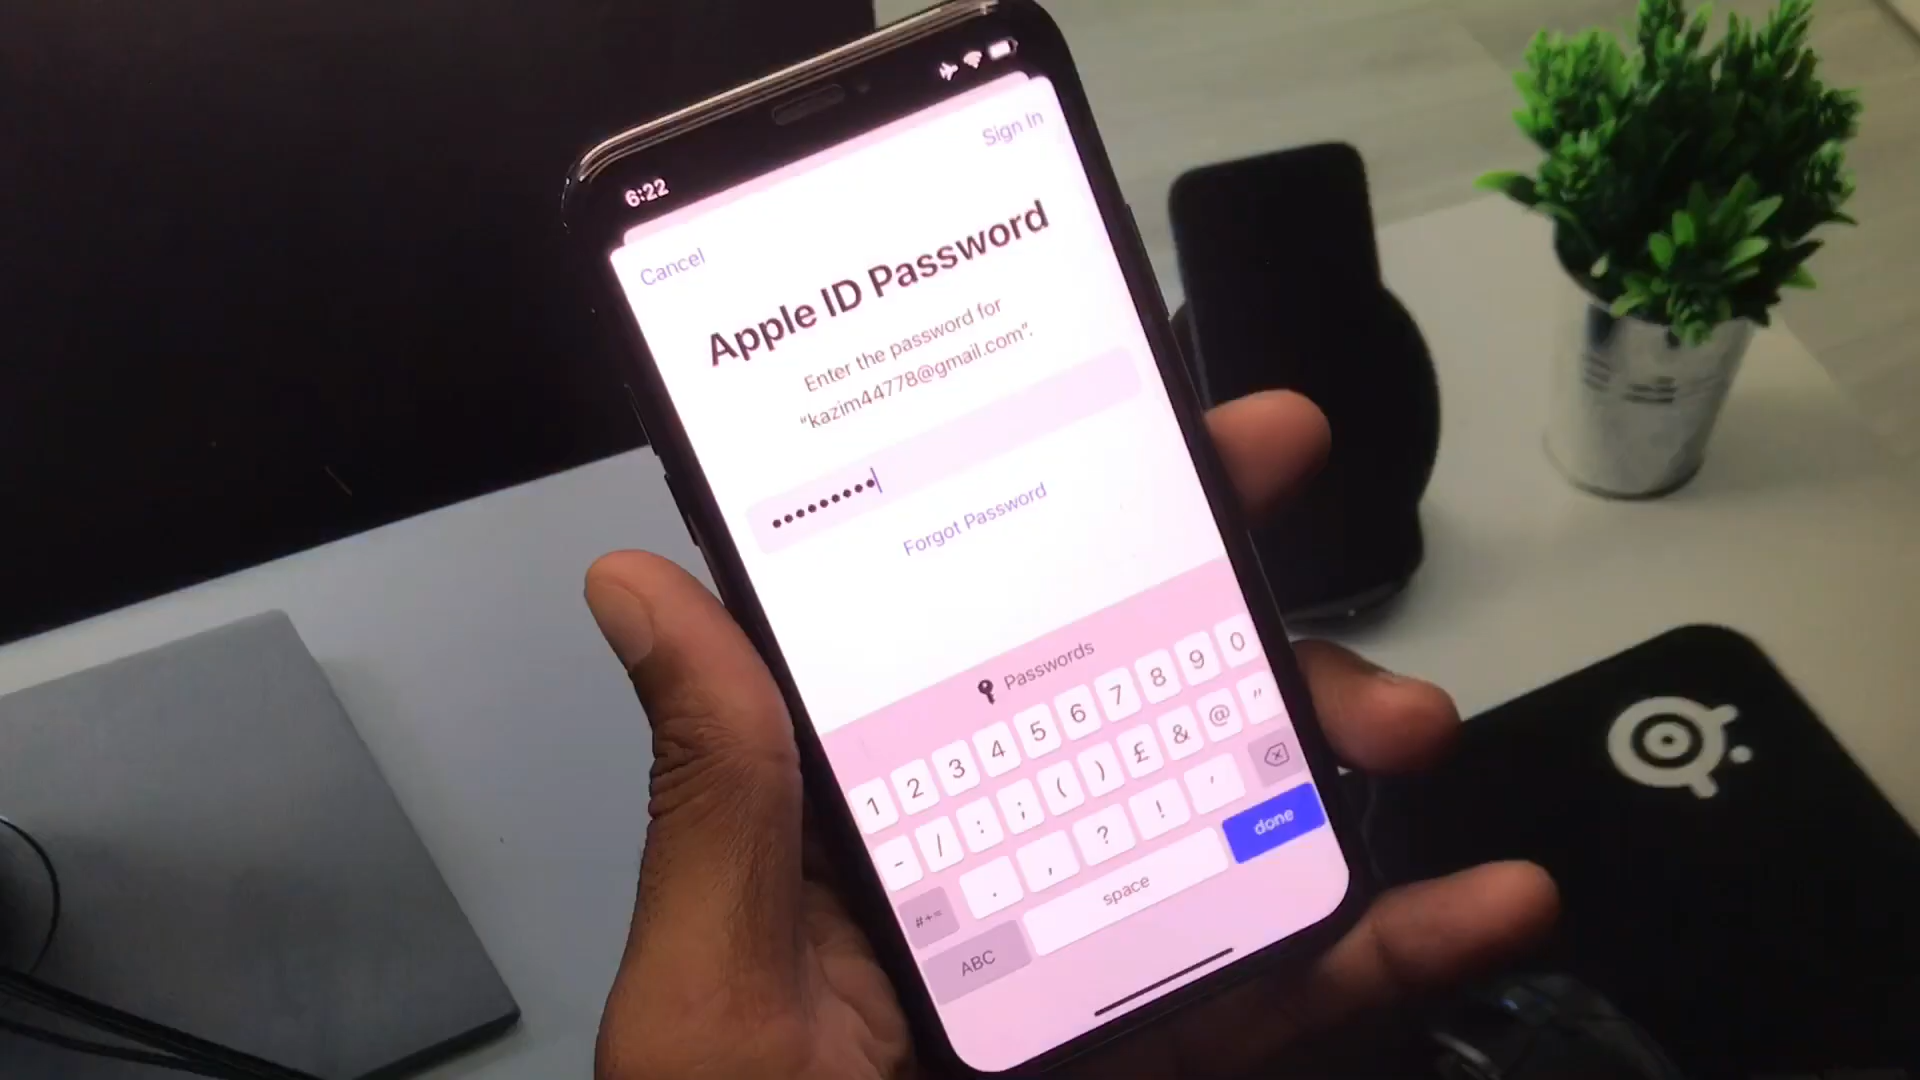 6:22
Cancel
Sign In
Apple ID Password
Enter the password for
"kazim44778@gmail.com".
•••••••••
Forgot Password
Passwords
1 2 3 4 5 6 7 8 9 0
- / : ; ( ) £ & @ "
#+= . , ? ! '
ABC space done